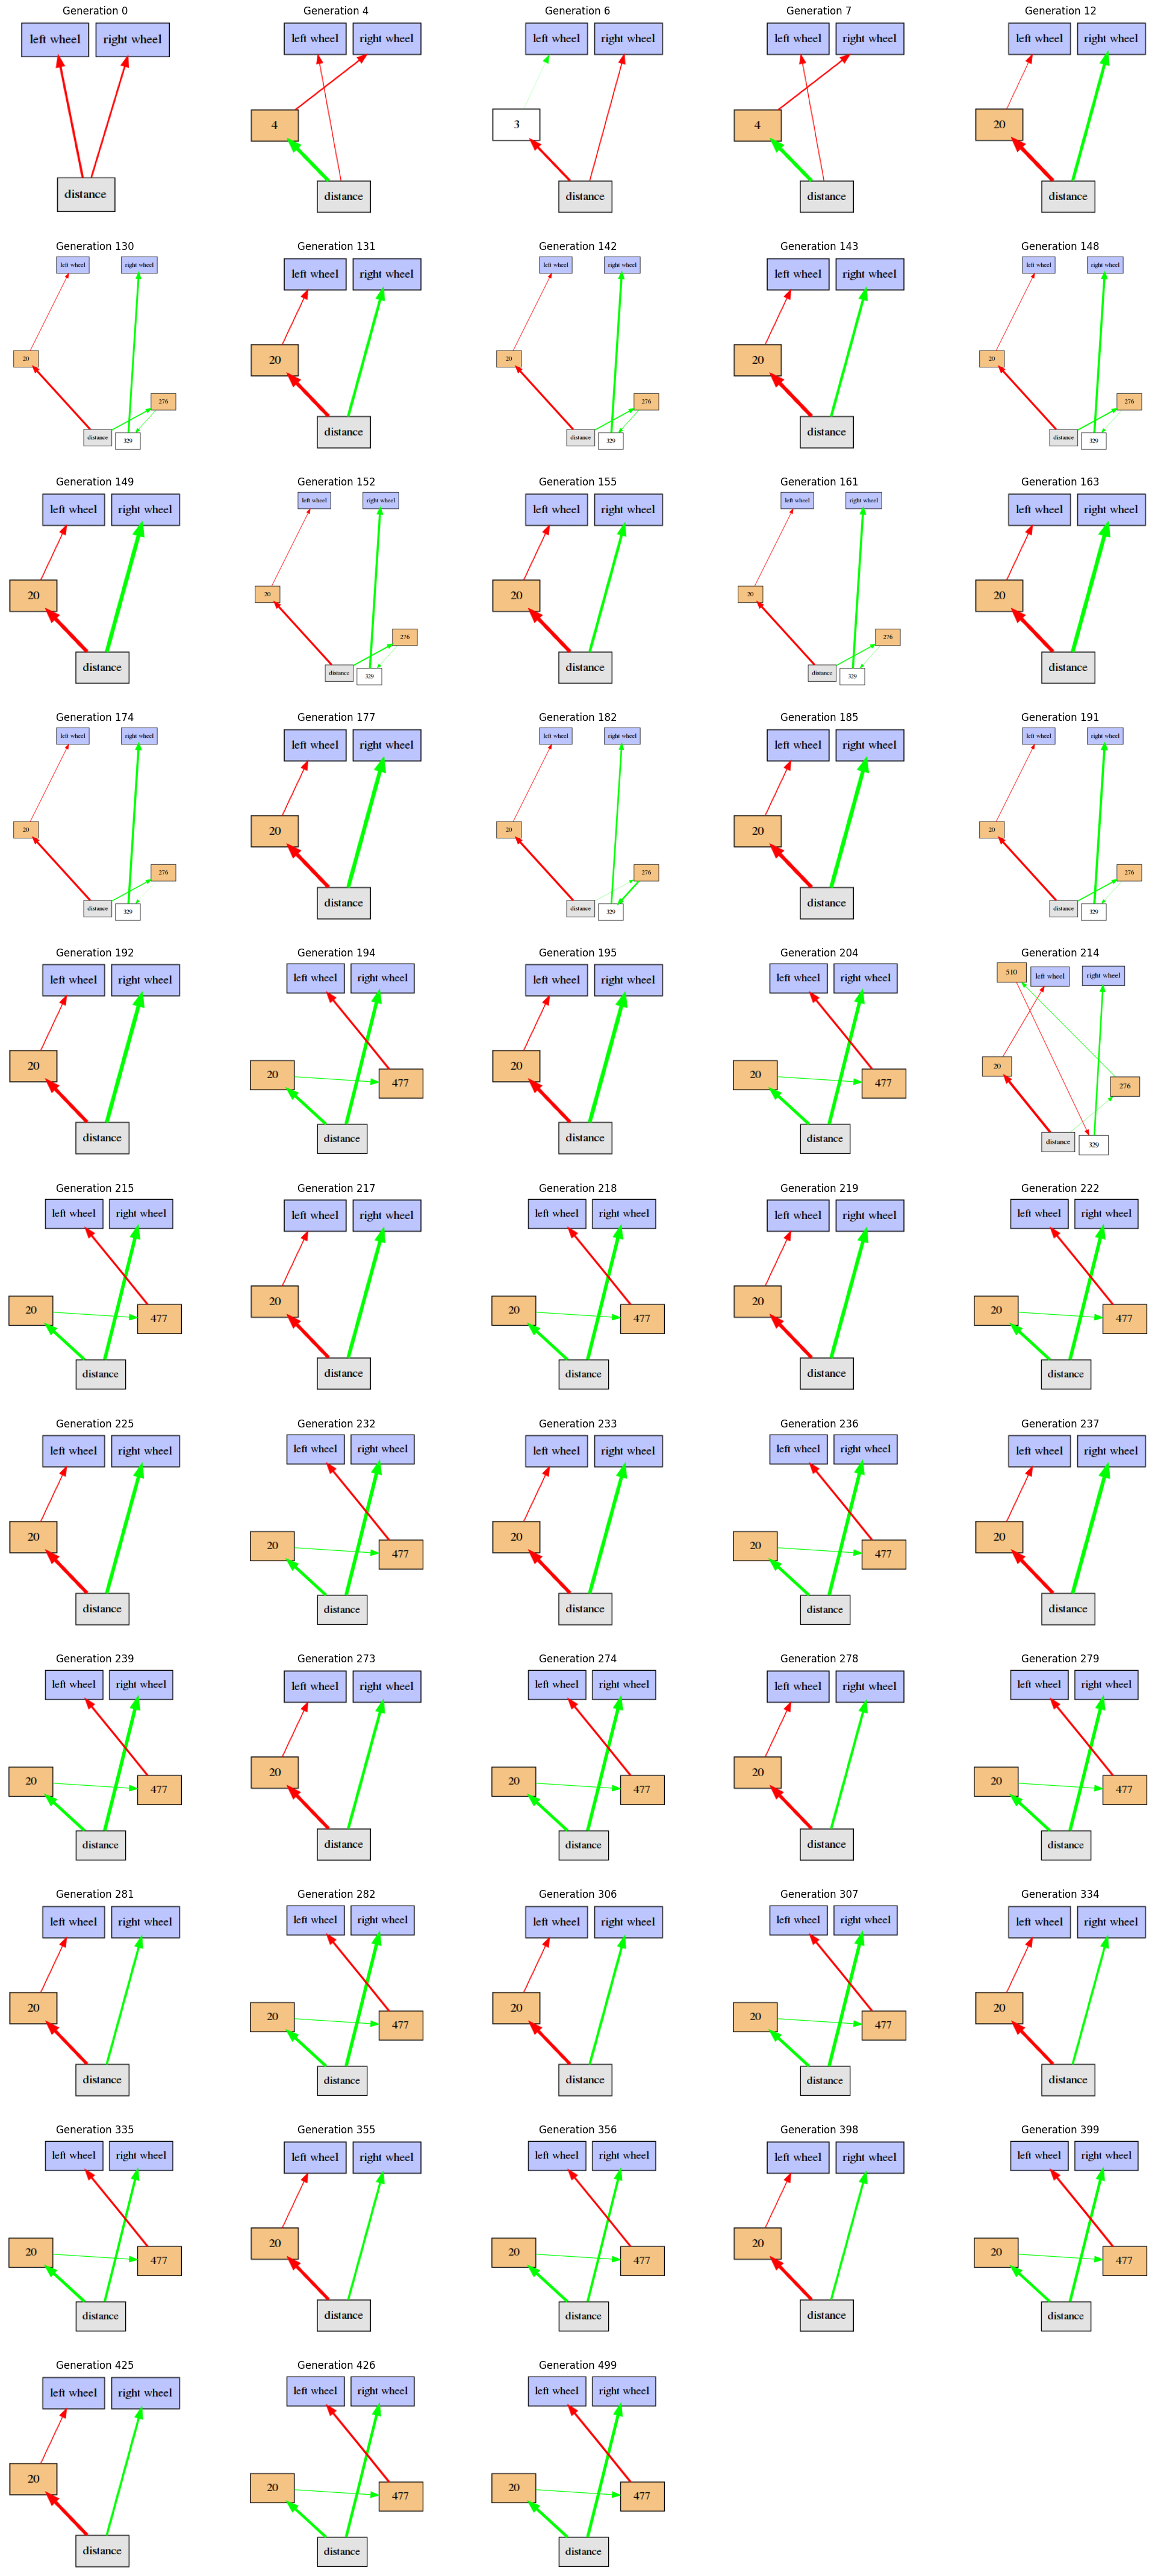 Generation 0 Generation 4 Generation 6 Generation 7 Generation 12
left wheel right wheel left wheel right wheel left wheel right wheel left wheel right wheel left wheel right wheel
4 3 4 20
distance distance distance distance distance
Generation 130 Generation 131 Generation 142 Generation 143 Generation 148
left wheel right wheel left wheel right wheel left wheel right wheel left wheel right wheel left wheel right wheel
20 20 20 20 20
276 276 276
distance 329 distance distance 329 distance distance 329
Generation 149 Generation 152 Generation 155 Generation 161 Generation 163
left wheel right wheel left wheel right wheel left wheel right wheel left wheel right wheel left wheel right wheel
20 20 20 20 20
276 276
distance distance 329 distance distance 329 distance
Generation 174 Generation 177 Generation 182 Generation 185 Generation 191
left wheel right wheel left wheel right wheel left wheel right wheel left wheel right wheel left wheel right wheel
20 20 20 20 20
276 276 276
distance 329 distance distance 329 distance distance 329
Generation 192 Generation 194 Generation 195 Generation 204 Generation 214
left wheel right wheel left wheel right wheel left wheel right wheel left wheel right wheel 510 left wheel right wheel
20 20 477 20 20 477 20 276
distance distance distance distance distance 329
Generation 215 Generation 217 Generation 218 Generation 219 Generation 222
left wheel right wheel left wheel right wheel left wheel right wheel left wheel right wheel left wheel right wheel
20 477 20 20 477 20 20 477
distance distance distance distance distance
Generation 225 Generation 232 Generation 233 Generation 236 Generation 237
left wheel right wheel left wheel right wheel left wheel right wheel left wheel right wheel left wheel right wheel
20 20 477 20 20 477 20
distance distance distance distance distance
Generation 239 Generation 273 Generation 274 Generation 278 Generation 279
left wheel right wheel left wheel right wheel left wheel right wheel left wheel right wheel left wheel right wheel
20 477 20 20 477 20 20 477
distance distance distance distance distance
Generation 281 Generation 282 Generation 306 Generation 307 Generation 334
left wheel right wheel left wheel right wheel left wheel right wheel left wheel right wheel left wheel right wheel
20 20 477 20 20 477 20
distance distance distance distance distance
Generation 335 Generation 355 Generation 356 Generation 398 Generation 399
left wheel right wheel left wheel right wheel left wheel right wheel left wheel right wheel left wheel right wheel
20 477 20 20 477 20 20 477
distance distance distance distance distance
Generation 425 Generation 426 Generation 499
left wheel right wheel left wheel right wheel left wheel right wheel
20 20 477 20 477
distance distance distance